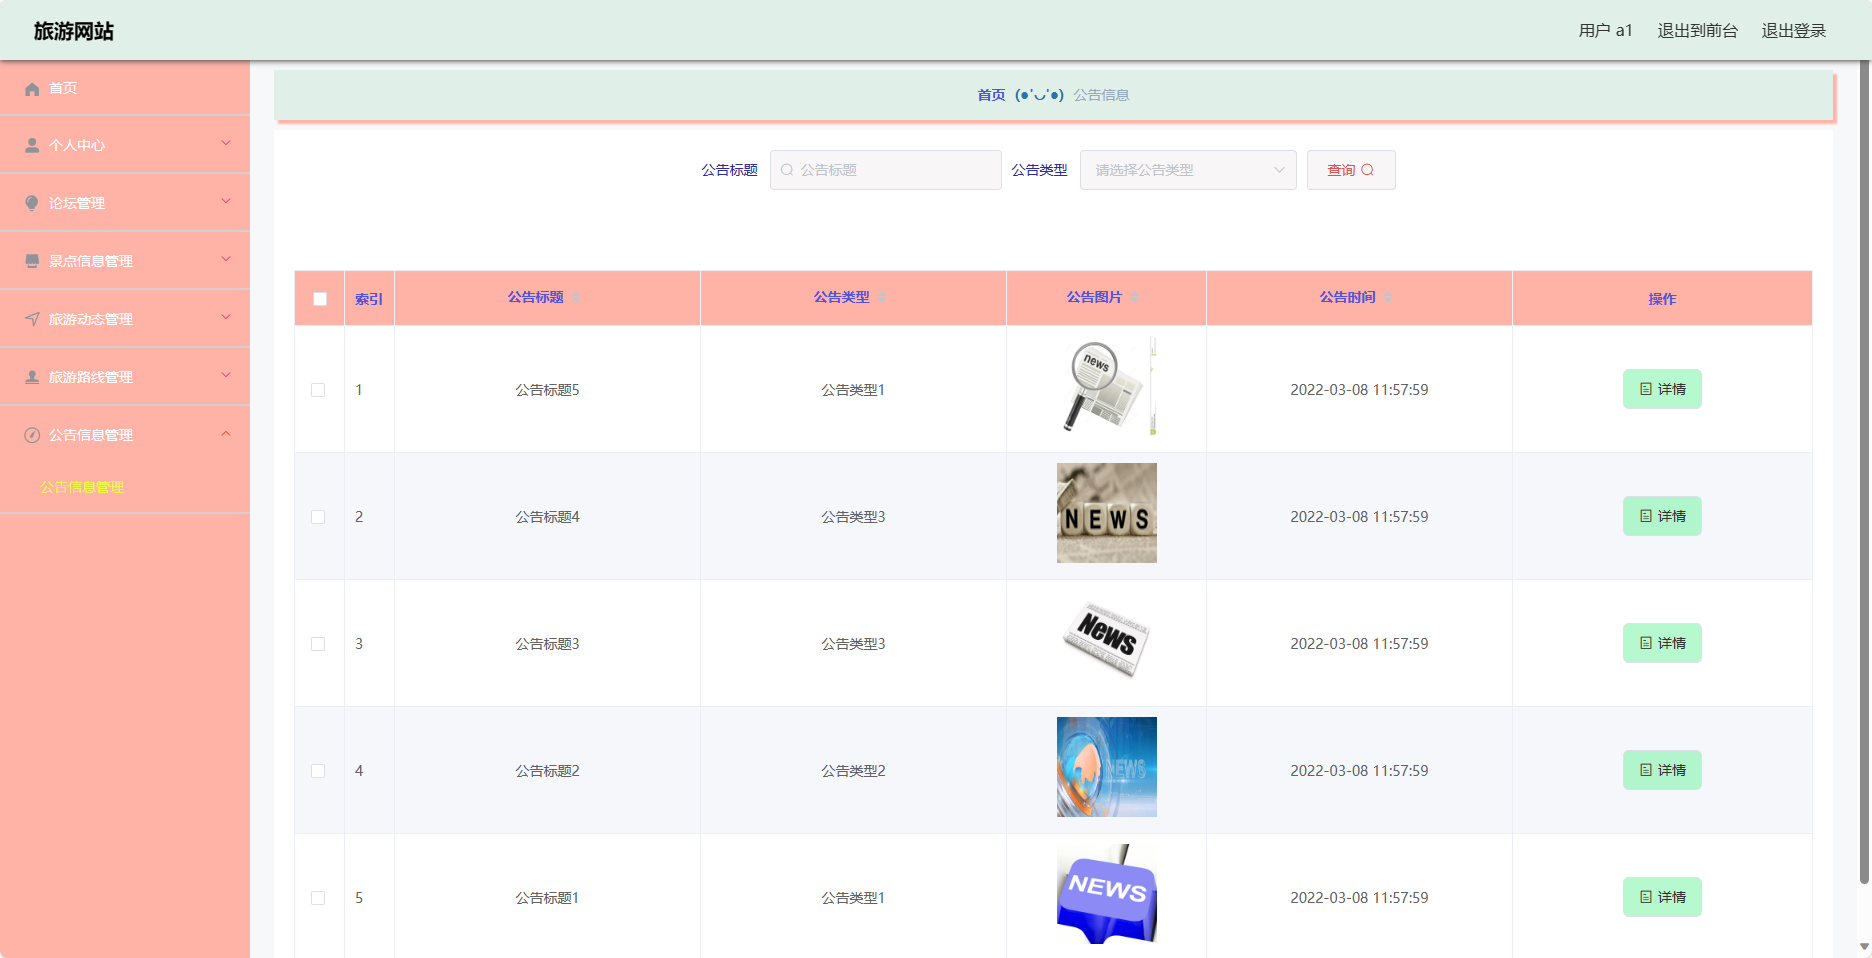 旅游网站
用户 a1 退出到前台 退出登录
首页
个人中心
论坛管理
景点信息管理
旅游动态管理
旅游路线管理
公告信息管理
公告信息管理
首页 (●'◡'●) 公告信息
公告标题 公告标题 公告类型 请选择公告类型 查询
索引 公告标题 公告类型 公告图片 公告时间 操作
1 公告标题5 公告类型1 news 2022-03-08 11:57:59 详情
2 公告标题4 公告类型3 NEWS 2022-03-08 11:57:59 详情
3 公告标题3 公告类型3 News 2022-03-08 11:57:59 详情
4 公告标题2 公告类型2 NEWS 2022-03-08 11:57:59 详情
5 公告标题1 公告类型1 NEWS 2022-03-08 11:57:59 详情